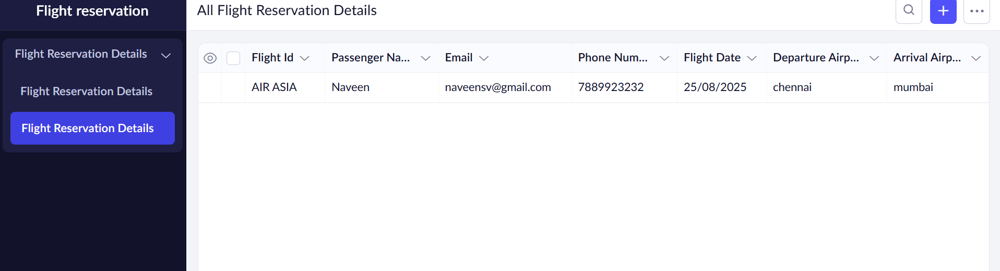 Flight reservation
All Flight Reservation Details
Flight Reservation Details
Flight Reservation Details
Flight Reservation Details
Flight Id Passenger Na... Email Phone Num... Flight Date Departure Airp... Arrival Airp...
AIR ASIA Naveen naveensv@gmail.com 7889923232 25/08/2025 chennai mumbai